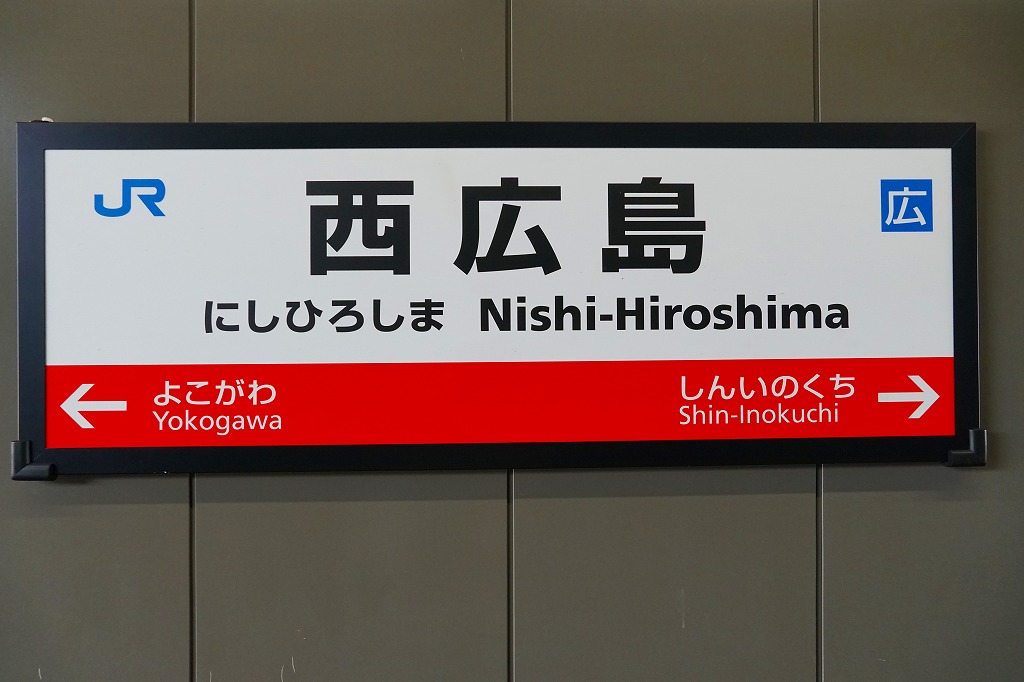 JR
西広島
広
にしひろしま Nishi-Hiroshima
← よこがわ
Yokogawa
しんいのくち →
Shin-Inokuchi